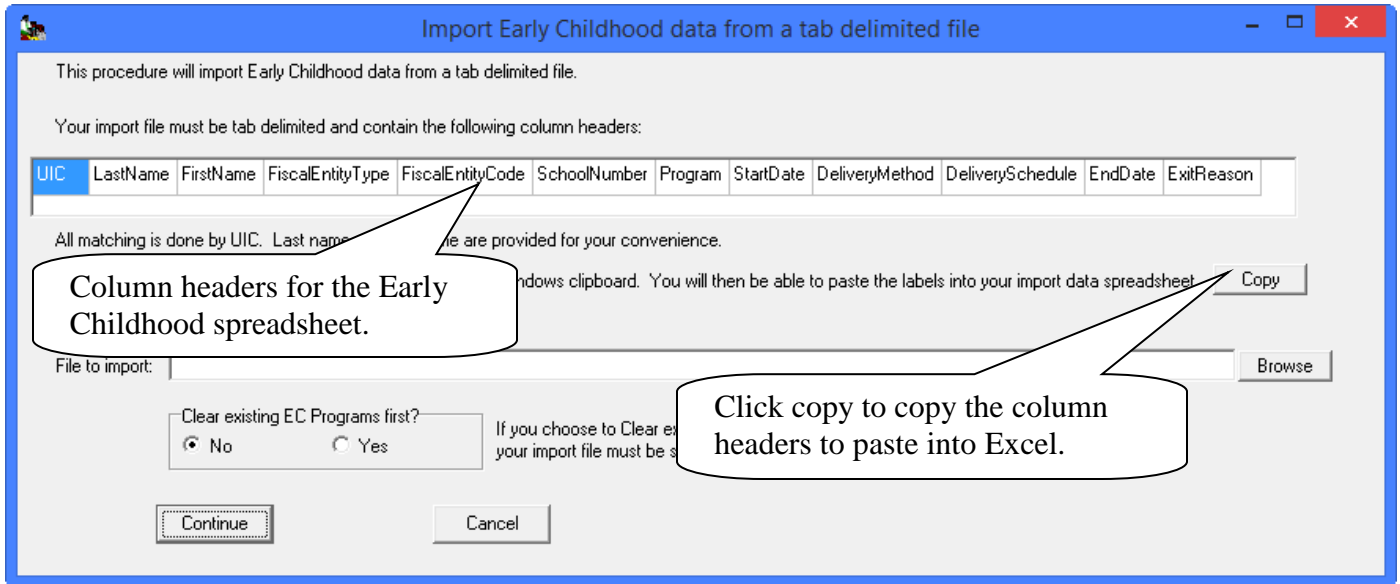 Import Early Childhood data from a tab delimited file
This procedure will import Early Childhood data from a tab delimited file.
Your import file must be tab delimited and contain the following column headers:
UIC LastName FirstName FiscalEntityType FiscalEntityCode SchoolNumber Program StartDate DeliveryMethod DeliverySchedule EndDate ExitReason
All matching is done by UIC. Last name are provided for your convenience.
clipboard. You will then be able to paste the labels into your import data spreadsheet Copy
Column headers for the Early
Childhood spreadsheet.
File to import: Browse
Click copy to copy the column
headers to paste into Excel.
Clear existing EC Programs first?
No Yes
If you choose to Clear
your import file must be
Continue Cancel